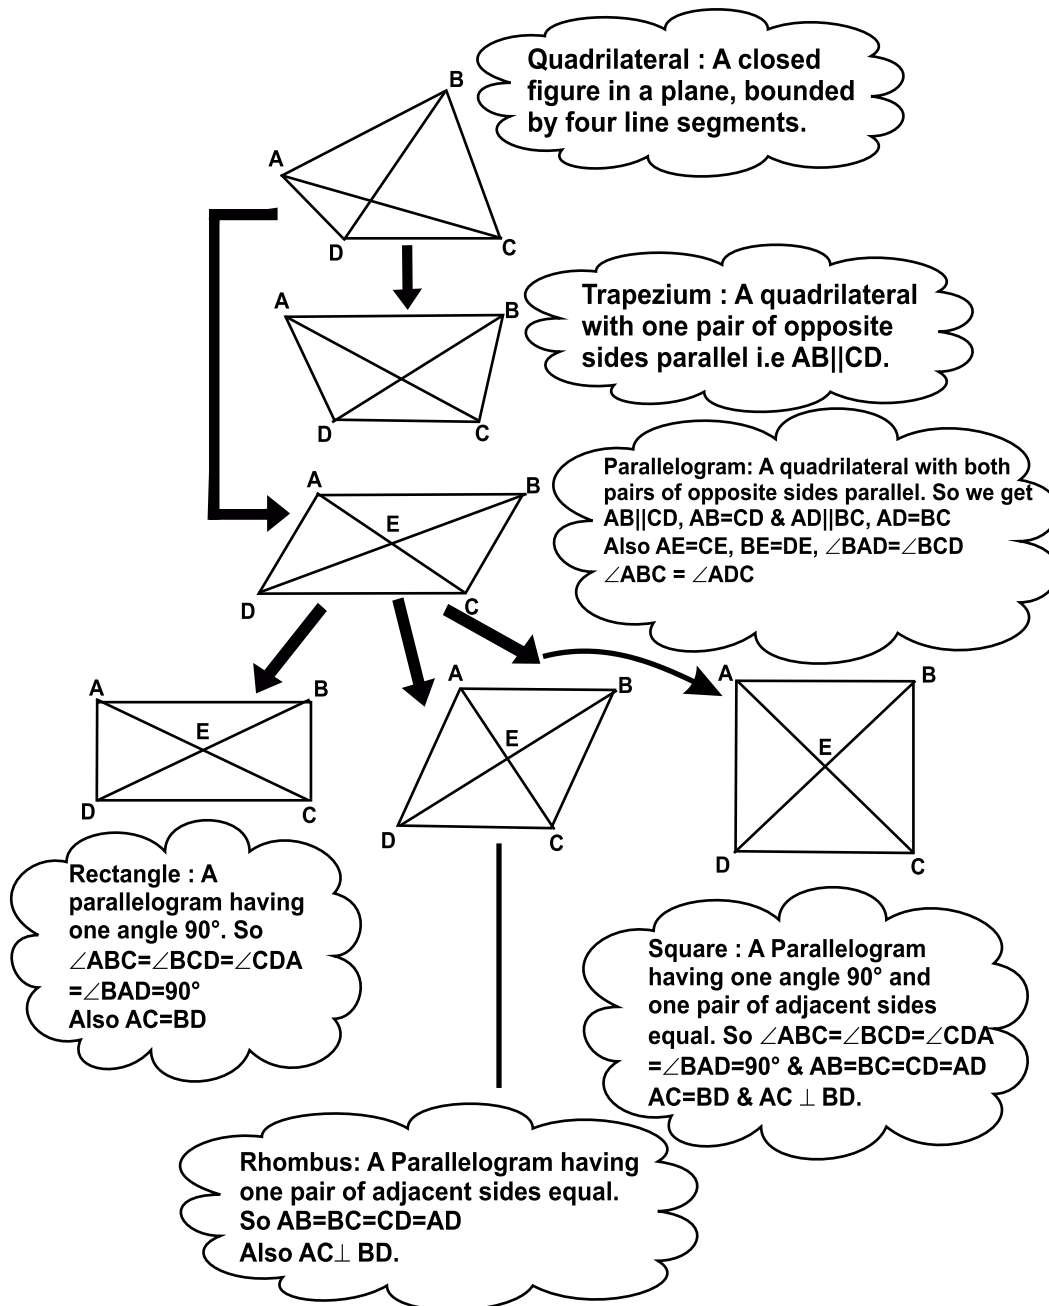 Quadrilateral : A closed
figure in a plane, bounded
by four line segments.
B
A
D
C
Trapezium : A quadrilateral
with one pair of opposite
sides parallel i.e AB||CD.
A
B
D
C
Parallelogram: A quadrilateral with both
pairs of opposite sides parallel. So we get
AB||CD, AB=CD & AD||BC, AD=BC
Also AE=CE, BE=DE, ∠BAD=∠BCD
∠ABC = ∠ADC
A
B
E
D
C
A
B
E
D
C
A
B
E
D
C
A
B
E
D
C
Rectangle : A
parallelogram having
one angle 90°. So
∠ABC=∠BCD=∠CDA
=∠BAD=90°
Also AC=BD
Square : A Parallelogram
having one angle 90° and
one pair of adjacent sides
equal. So ∠ABC=∠BCD=∠CDA
=∠BAD=90° & AB=BC=CD=AD
AC=BD & AC ⊥ BD.
Rhombus: A Parallelogram having
one pair of adjacent sides equal.
So AB=BC=CD=AD
Also AC⊥ BD.